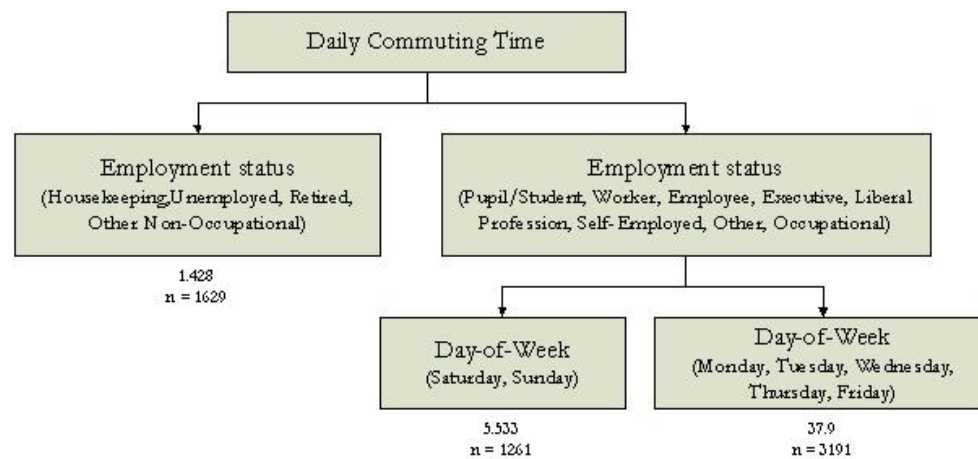 Daily Commuting Time
Employment status
(Housekeeping,Unemployed, Retired,
Other Non-Occupational)
1.428
n = 1629
Employment status
(Pupil/Student, Worker, Employee, Executive, Liberal
Profession, Self-Employed, Other, Occupational)
Day-of-Week
(Saturday, Sunday)
5.533
n = 1261
Day-of-Week
(Monday, Tuesday, Wednesday,
Thursday, Friday)
37.9
n = 3191